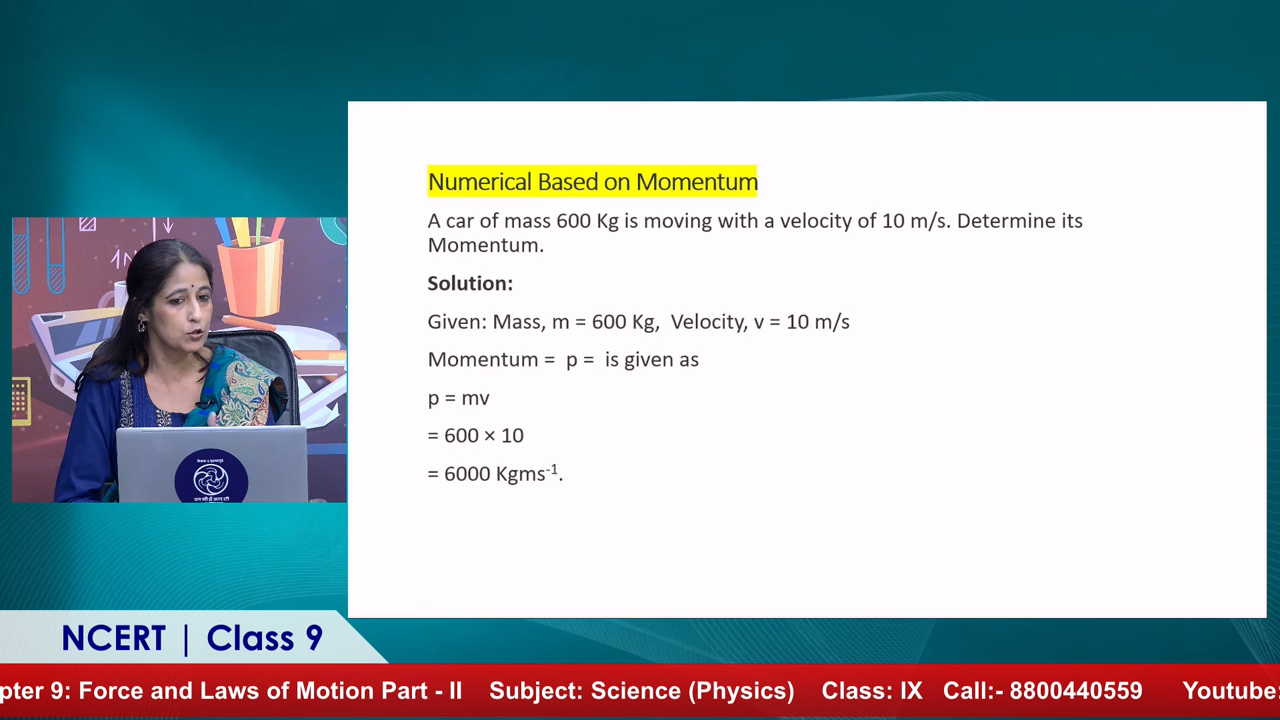 Numerical Based on Momentum
A car of mass 600 Kg is moving with a velocity of 10 m/s. Determine its
Momentum.
Solution:
Given: Mass, m = 600 Kg,  Velocity, v = 10 m/s
Momentum =  p =  is given as
p = mv
= 600 × 10
= 6000 Kgms⁻¹.
NCERT | Class 9
pter 9: Force and Laws of Motion Part - II    Subject: Science (Physics)    Class: IX   Call:- 8800440559      Youtube: